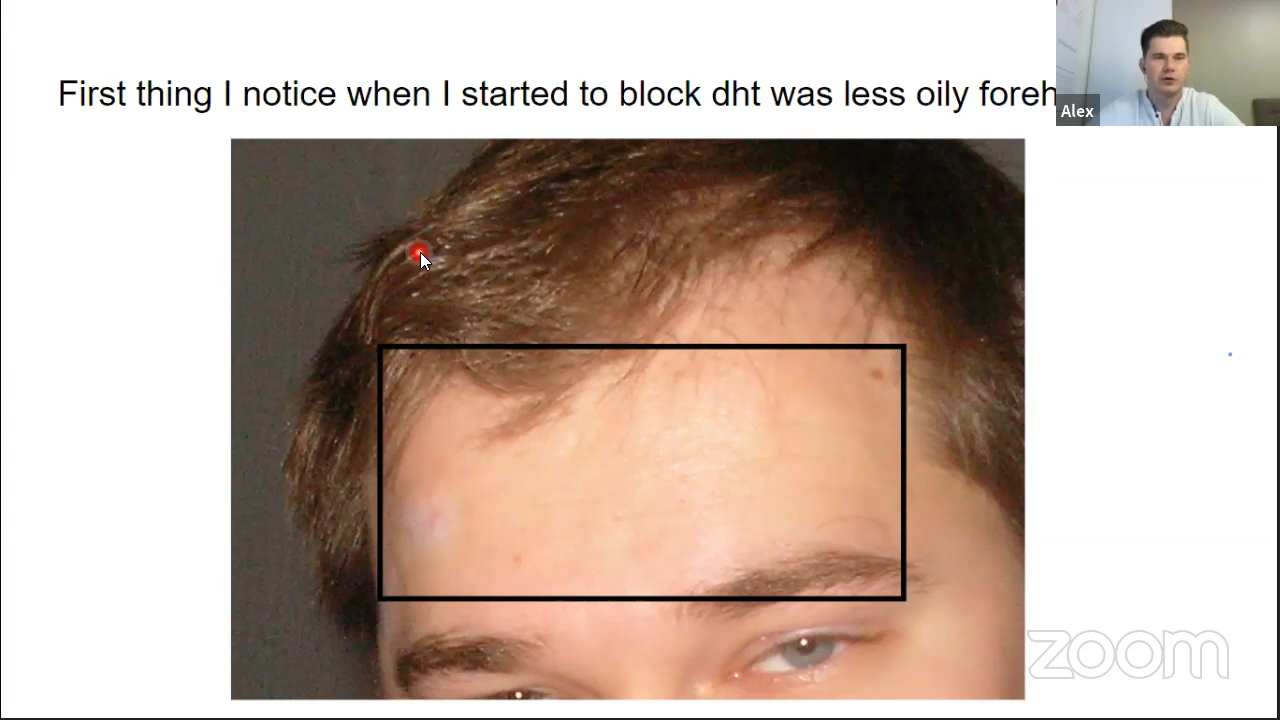 First thing I notice when I started to block dht was less oily foreh
Alex
zoom